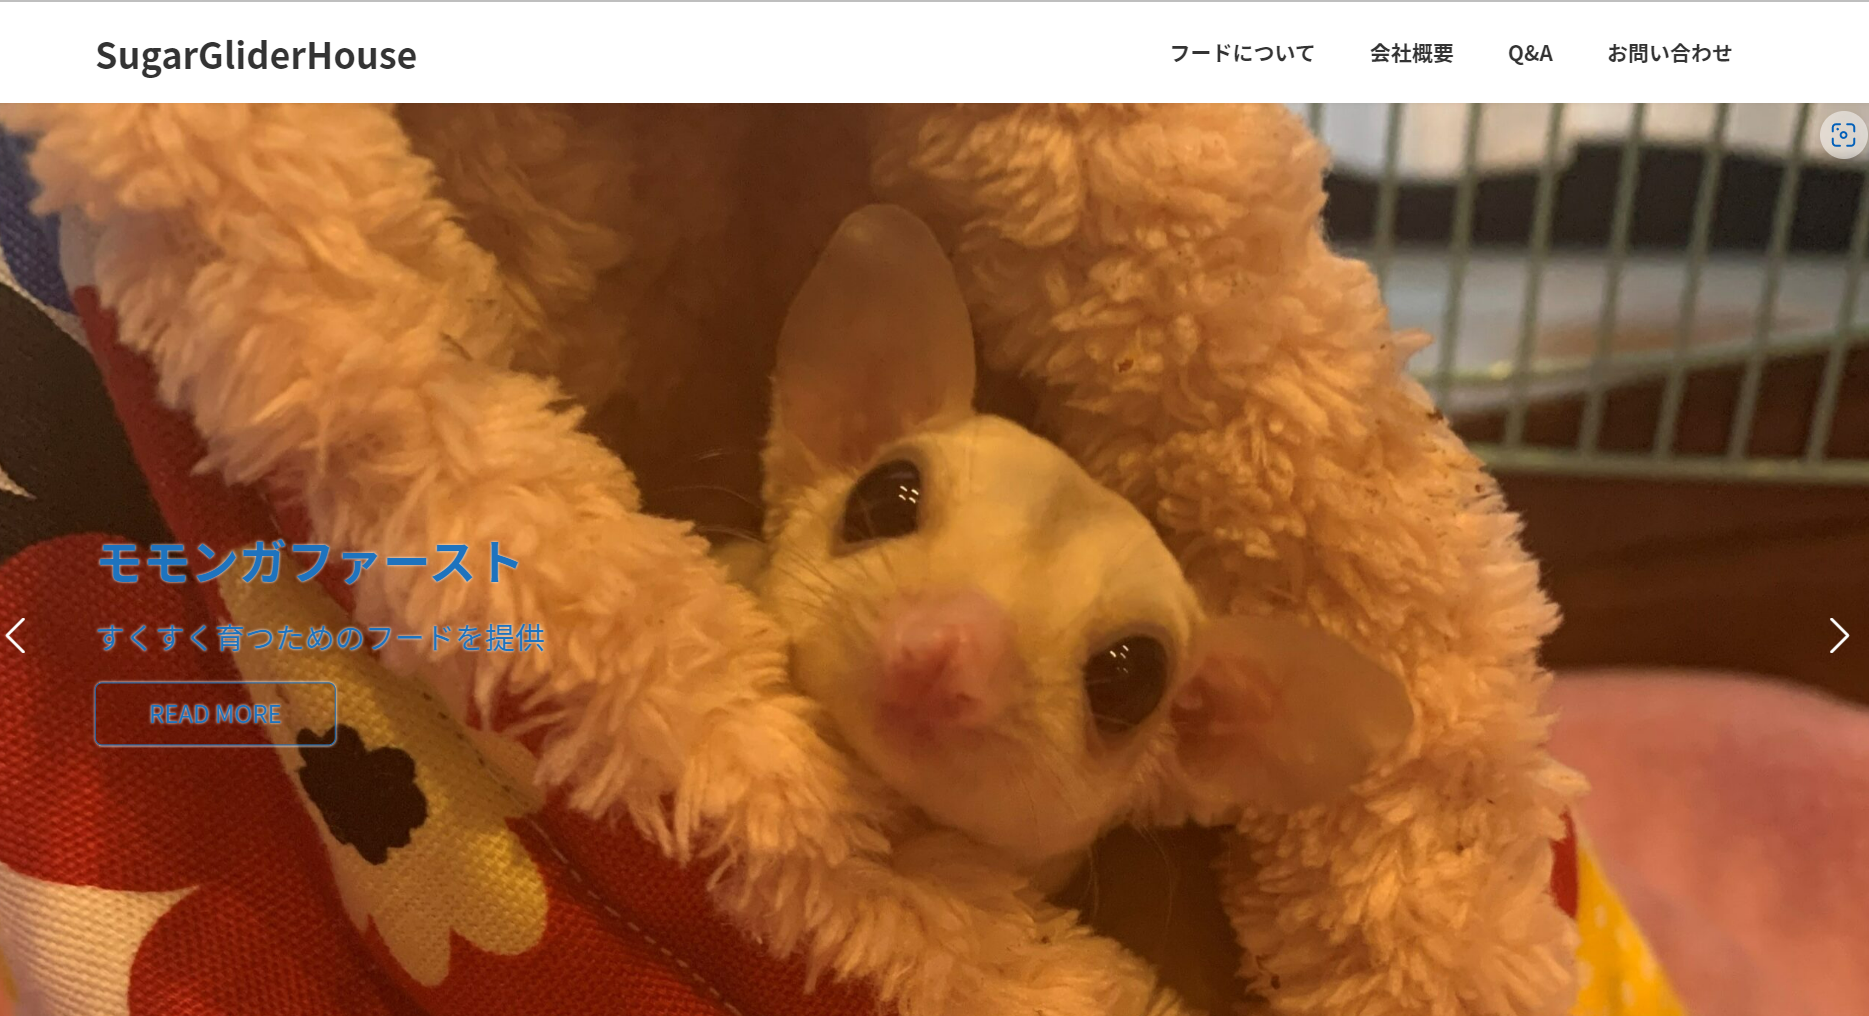 SugarGliderHouse
フードについて 会社概要 Q&A お問い合わせ
モモンガファースト
すくすく育つためのフードを提供
READ MORE